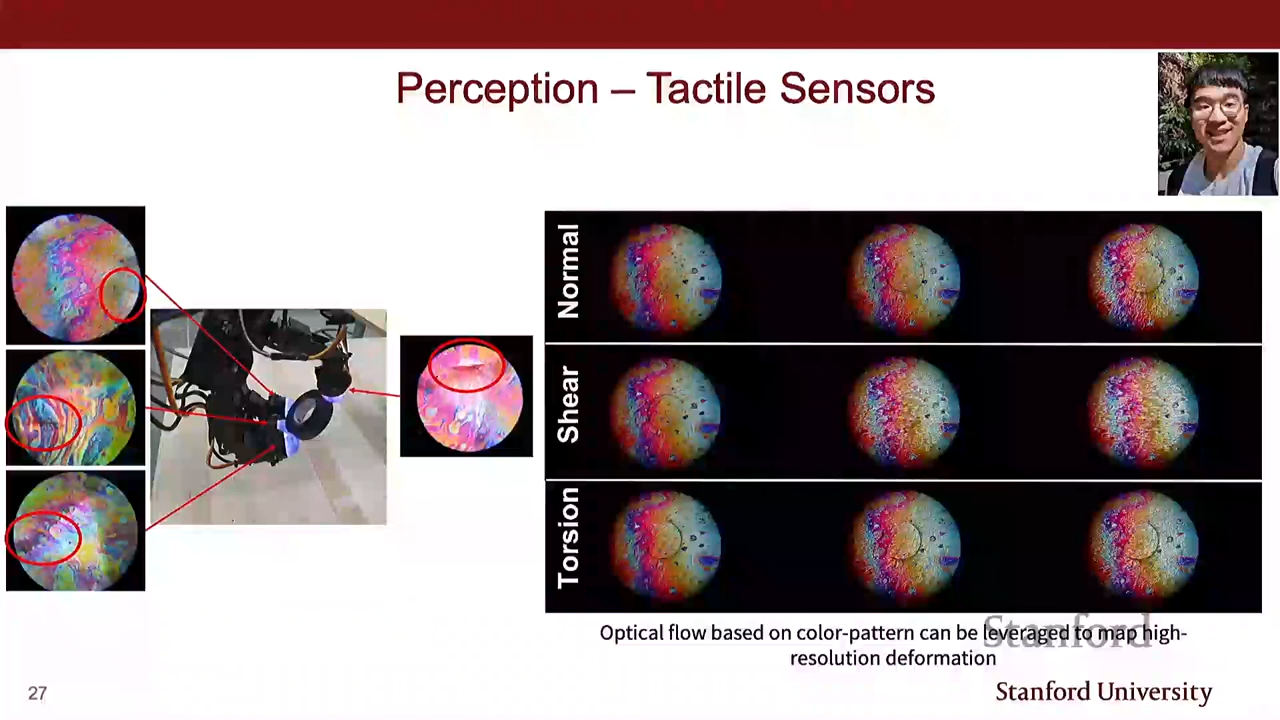 Perception – Tactile Sensors
Normal
Shear
Torsion
Optical flow based on color-pattern can be leveraged to map high-
resolution deformation
Stanford
27
Stanford University